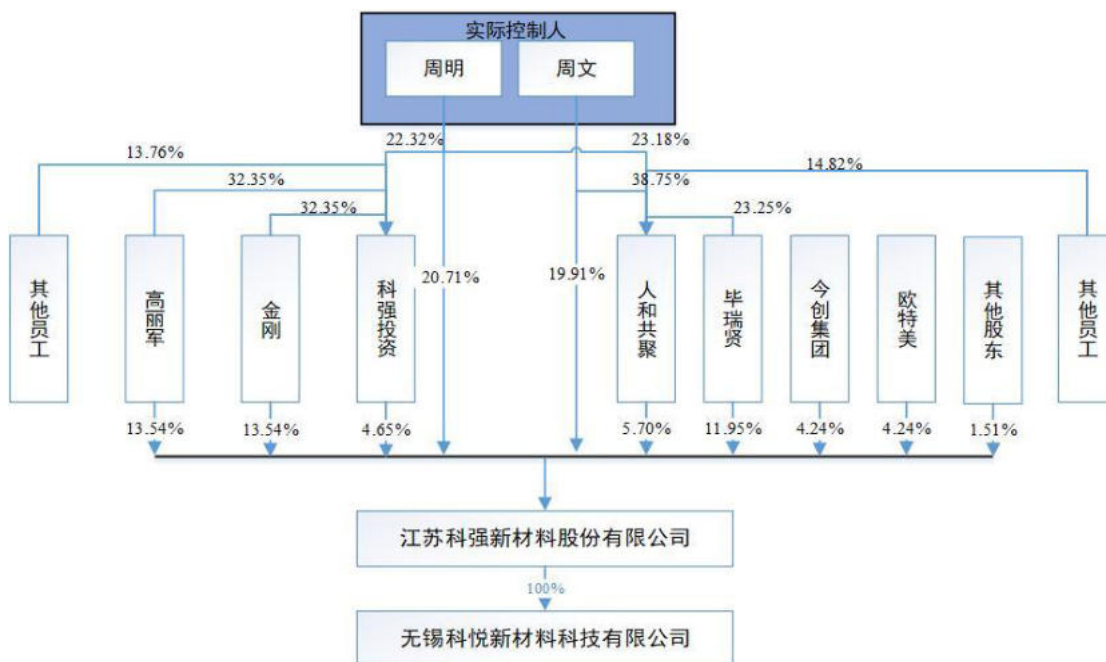 实际控制人
周明
周文
22.32%
23.18%
13.76%
14.82%
32.35%
38.75%
32.35%
23.25%
其他员工
高丽军
金刚
科强投资
20.71%
19.91%
人和共聚
毕瑞贤
今创集团
欧特美
其他股东
其他员工
13.54%
13.54%
4.65%
5.70%
11.95%
4.24%
4.24%
1.51%
江苏科强新材料股份有限公司
100%
无锡科悦新材料科技有限公司